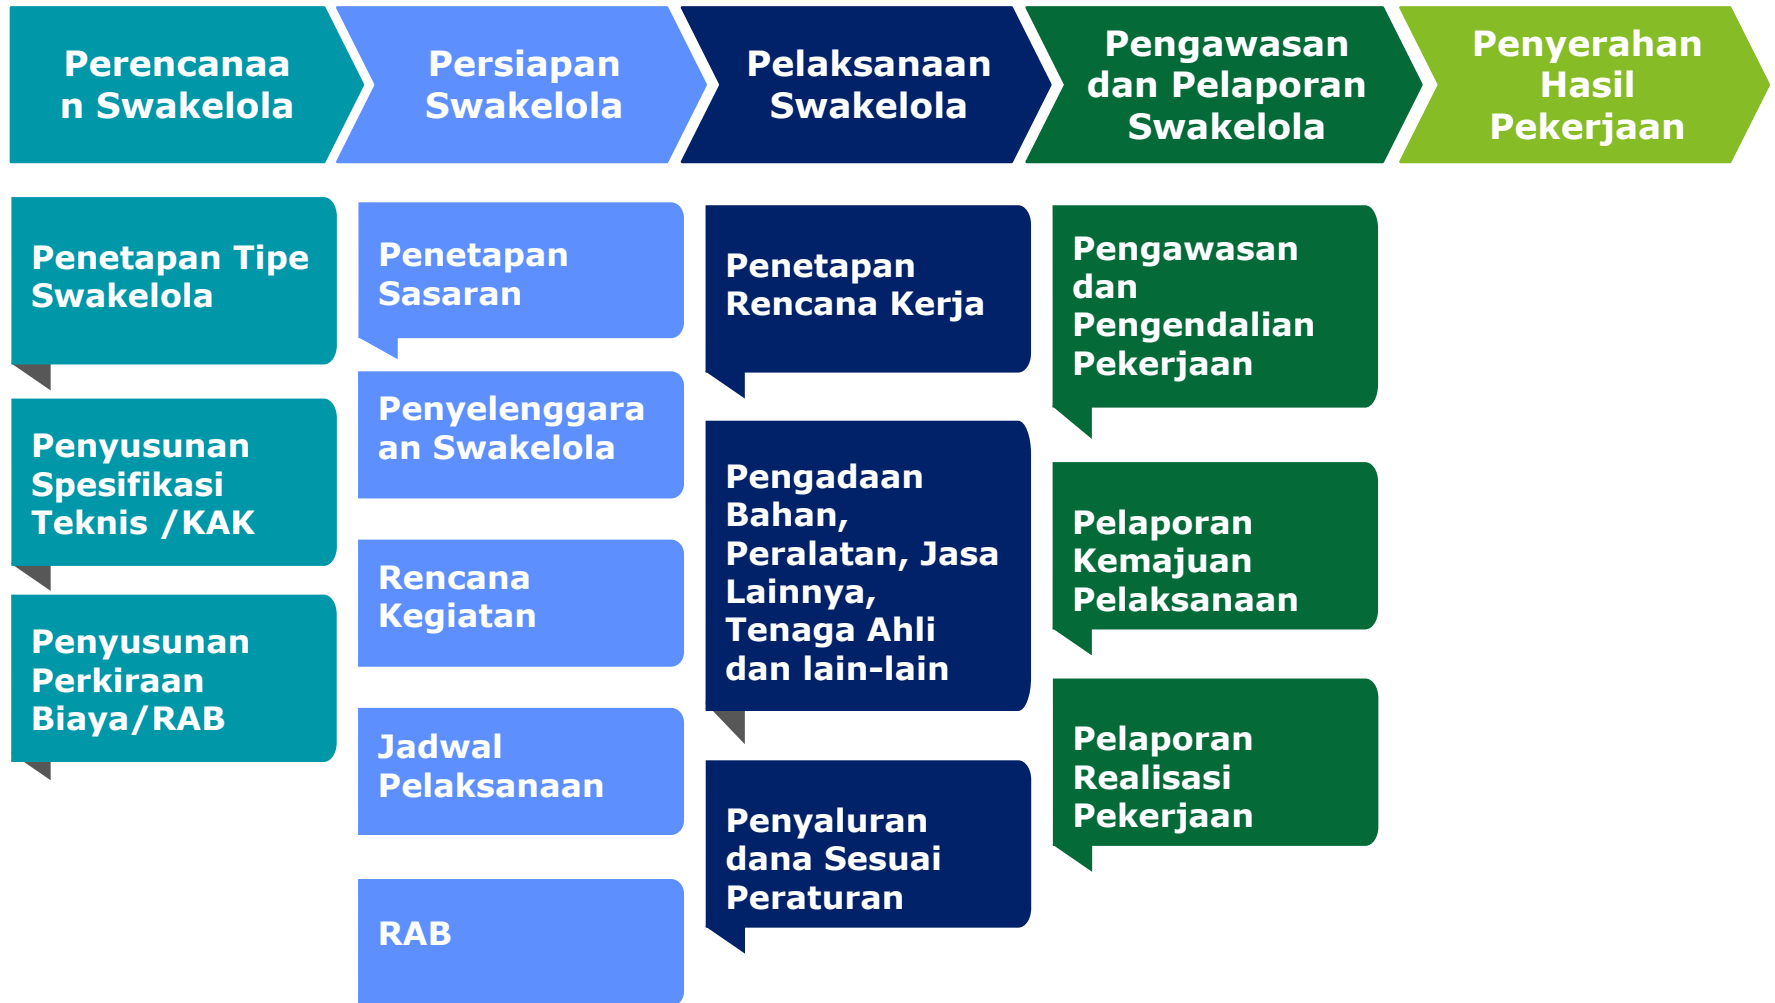 Perencanaa
n Swakelola
Persiapan
Swakelola
Pelaksanaan
Swakelola
Pengawasan
dan Pelaporan
Swakelola
Penyerahan
Hasil
Pekerjaan
Penetapan Tipe
Swakelola
Penyusunan
Spesifikasi
Teknis /KAK
Penyusunan
Perkiraan
Biaya/RAB
Penetapan
Sasaran
Penyelenggara
an Swakelola
Rencana
Kegiatan
Jadwal
Pelaksanaan
RAB
Penetapan
Rencana Kerja
Pengadaan
Bahan,
Peralatan, Jasa
Lainnya,
Tenaga Ahli
dan lain-lain
Penyaluran
dana Sesuai
Peraturan
Pengawasan
dan
Pengendalian
Pekerjaan
Pelaporan
Kemajuan
Pelaksanaan
Pelaporan
Realisasi
Pekerjaan